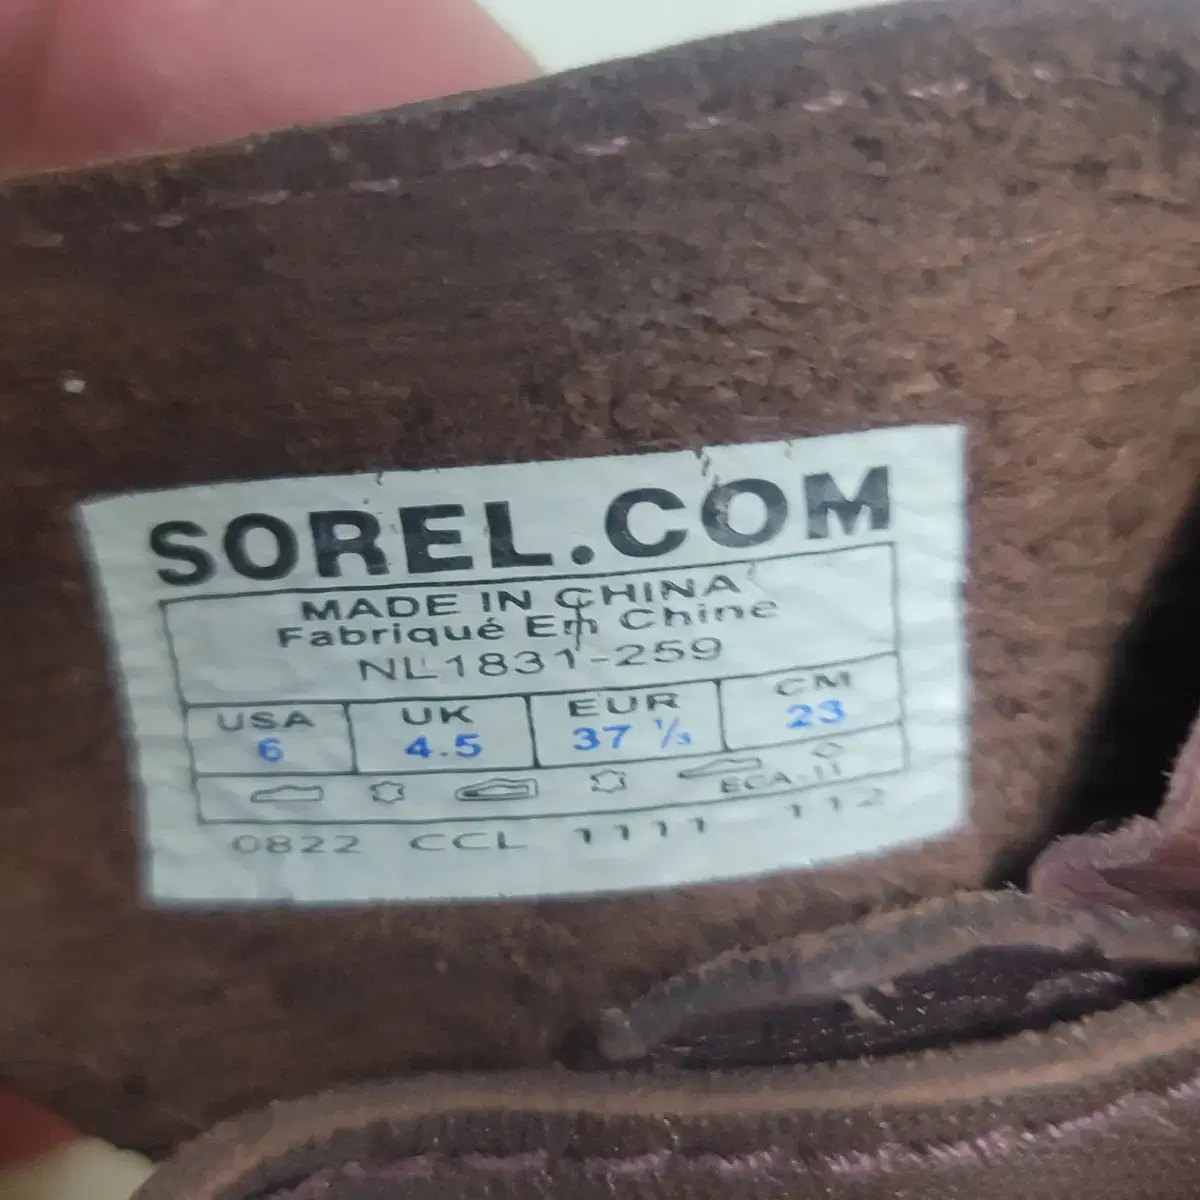 SOREL.COM
MADE IN CHINA
Fabriqué En Chine
NL1831-259
USA UK EUR CM
6 4.5 37 ⅓ 23
ECA-11
0822 CCL 1111 112